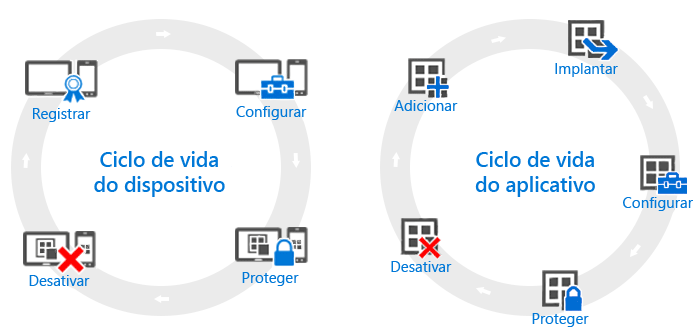 Registrar
Configurar
Ciclo de vida
do dispositivo
Desativar
Proteger
Implantar
Adicionar
Ciclo de vida
do aplicativo
Configurar
Desativar
Proteger